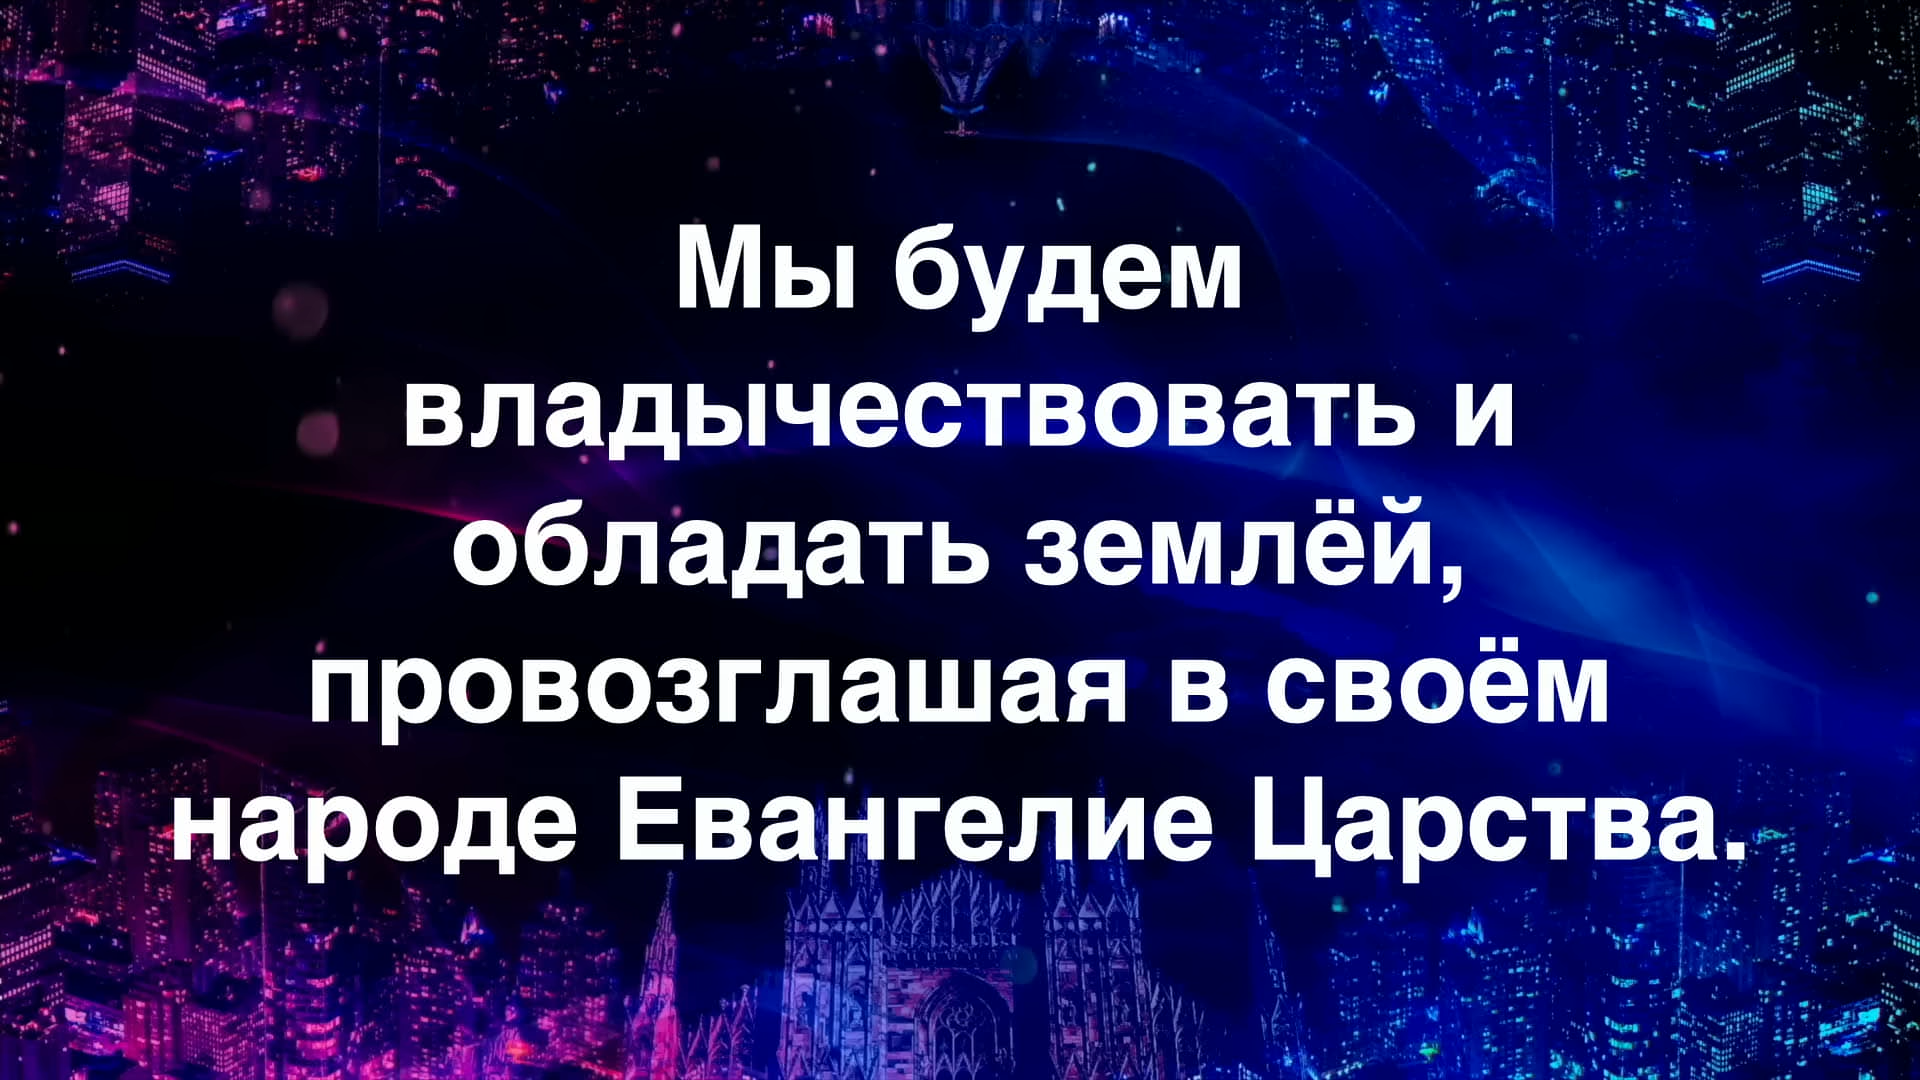 Мы будем
владычествовать и
обладать землёй,
провозглашая в своём
народе Евангелие Царства.